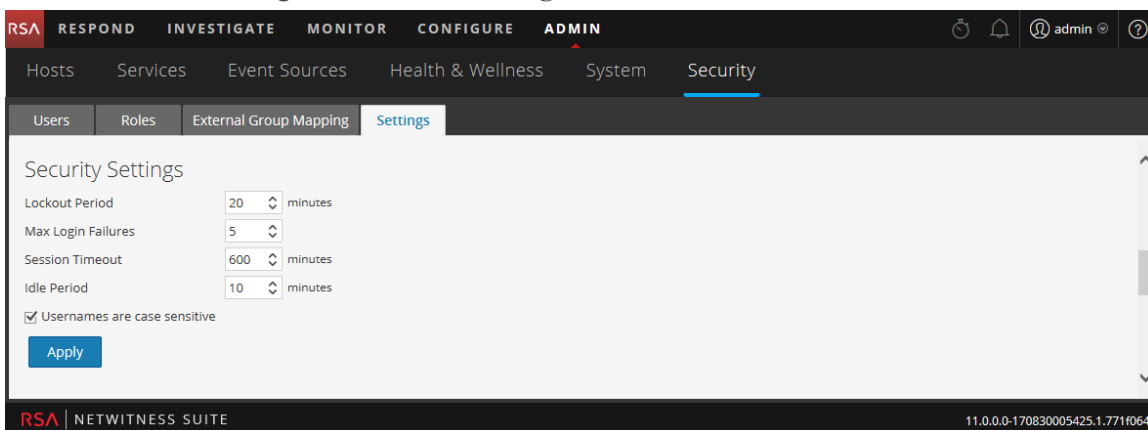 RSA RESPOND INVESTIGATE MONITOR CONFIGURE ADMIN admin ?
Hosts Services Event Sources Health & Wellness System Security
Users Roles External Group Mapping Settings
Security Settings
Lockout Period 20 minutes
Max Login Failures 5
Session Timeout 600 minutes
Idle Period 10 minutes
Usernames are case sensitive
Apply
RSA NETWITNESS SUITE 11.0.0.0-170830005425.1.771f064